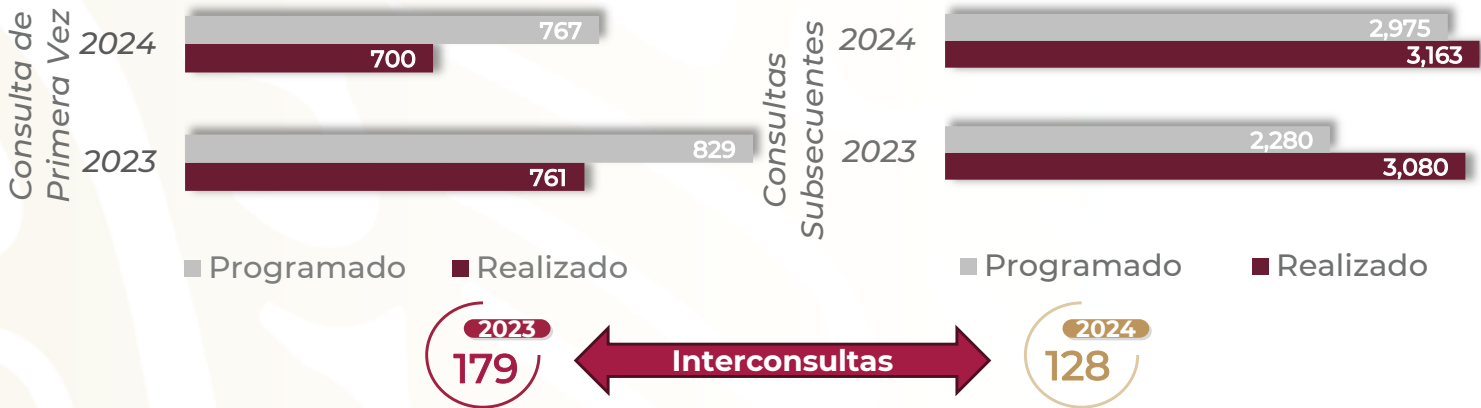 Consulta de
Primera Vez
2024
767
700
2023
829
761
Programado
Realizado
Consultas
Subsecuentes
2024
2,975
3,163
2023
2,280
3,080
Programado
Realizado
2023
179
Interconsultas
2024
128